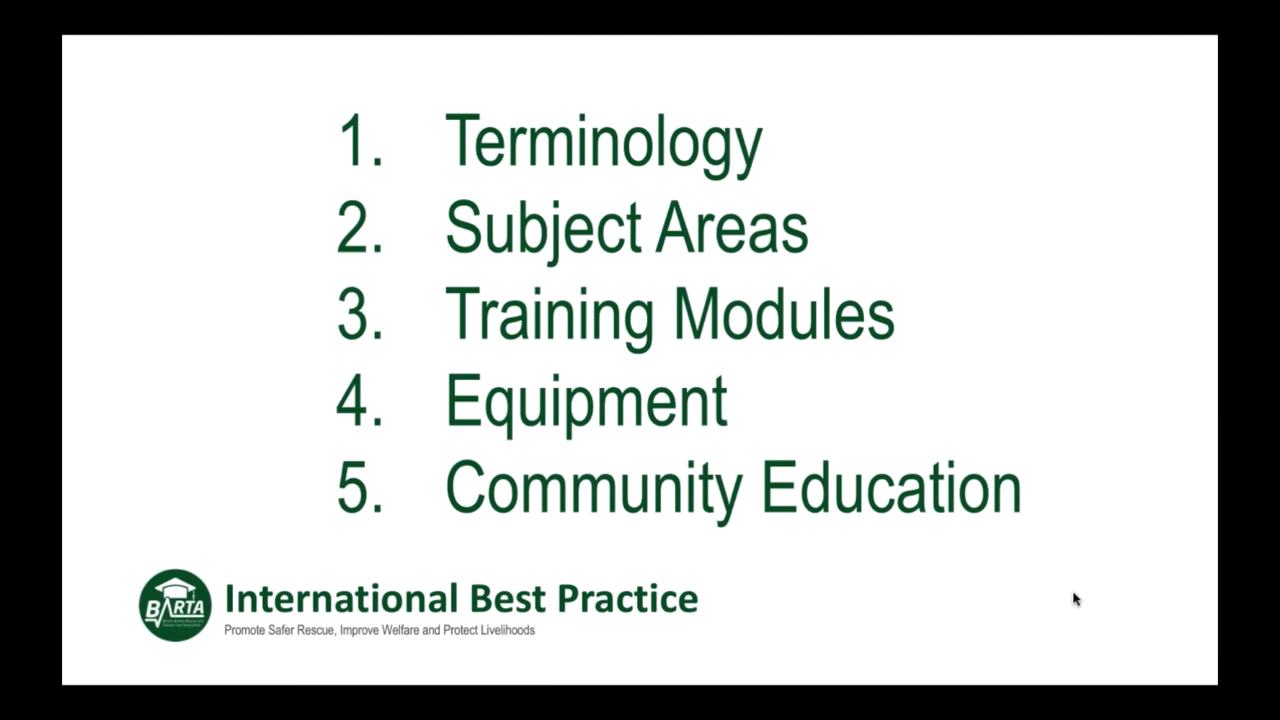 1. Terminology
2. Subject Areas
3. Training Modules
4. Equipment
5. Community Education
BARTA
International Best Practice
Promote Safer Rescue, Improve Welfare and Protect Livelihoods